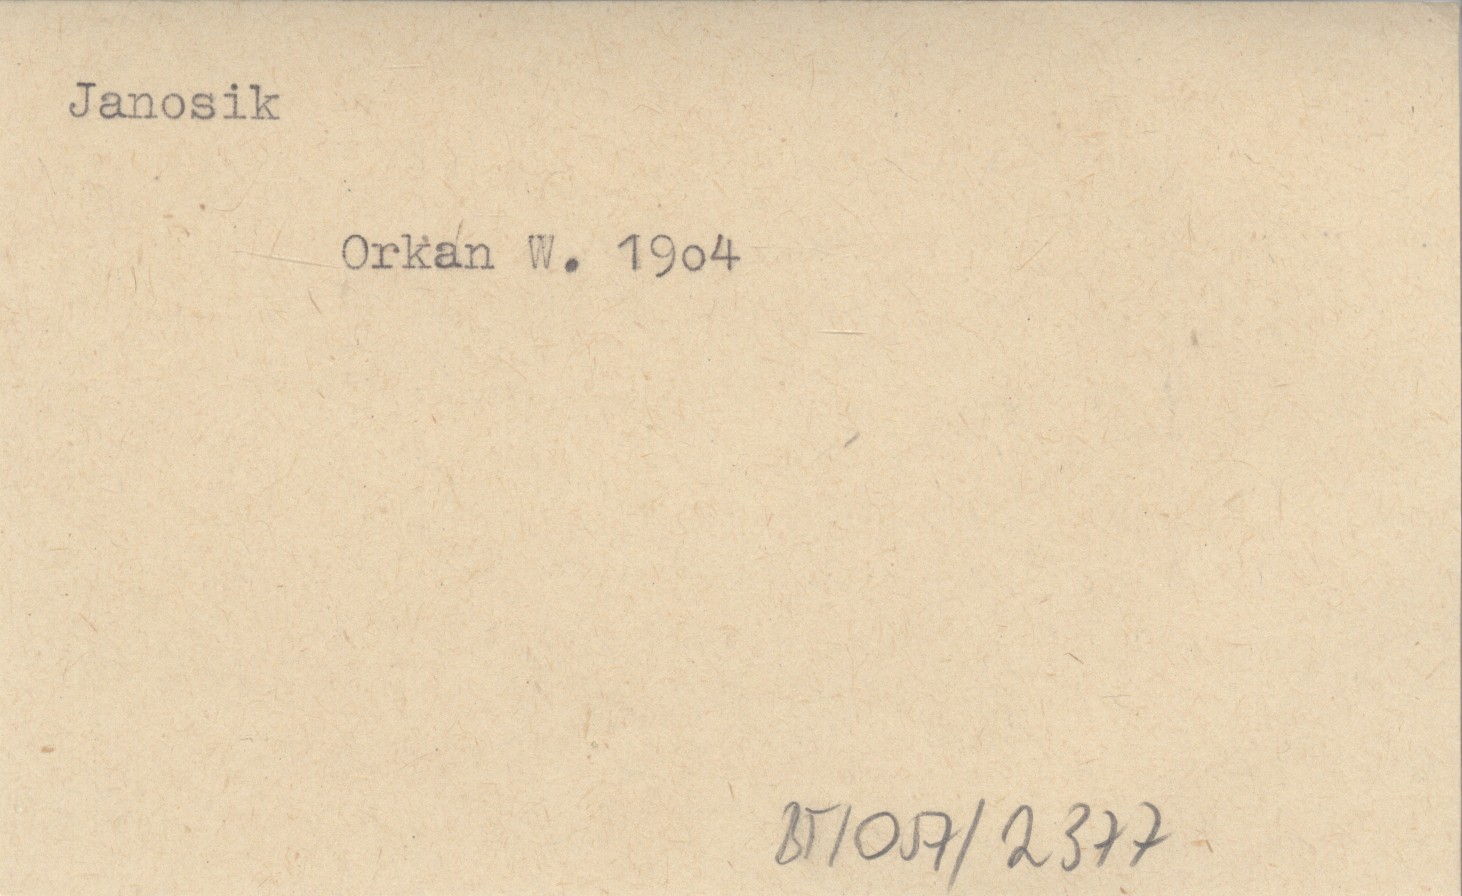 Janosik
Orkan W. 19o4
BT/057/2377